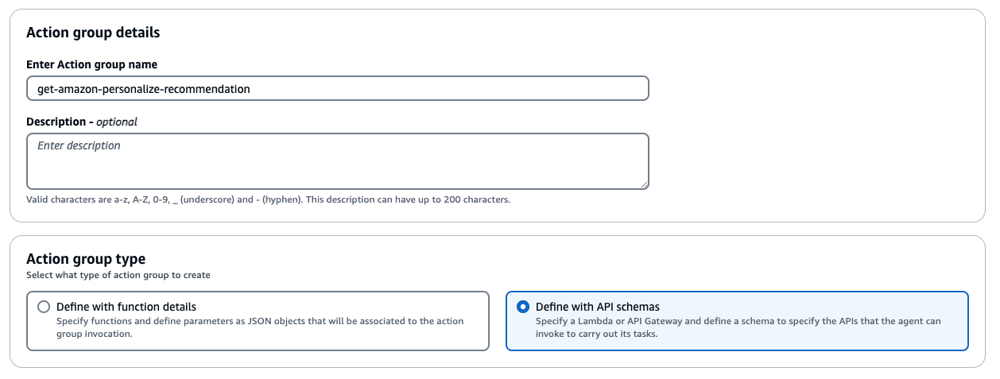 Action group details
Enter Action group name
get-amazon-personalize-recommendation
Description - optional
Enter description
Valid characters are a-z, A-Z, 0-9, _ (underscore) and - (hyphen). This description can have up to 200 characters.
Action group type
Select what type of action group to create
Define with function details
Specify functions and define parameters as JSON objects that will be associated to the action
group invocation.
Define with API schemas
Specify a Lambda or API Gateway and define a schema to specify the APIs that the agent can
invoke to carry out its tasks.